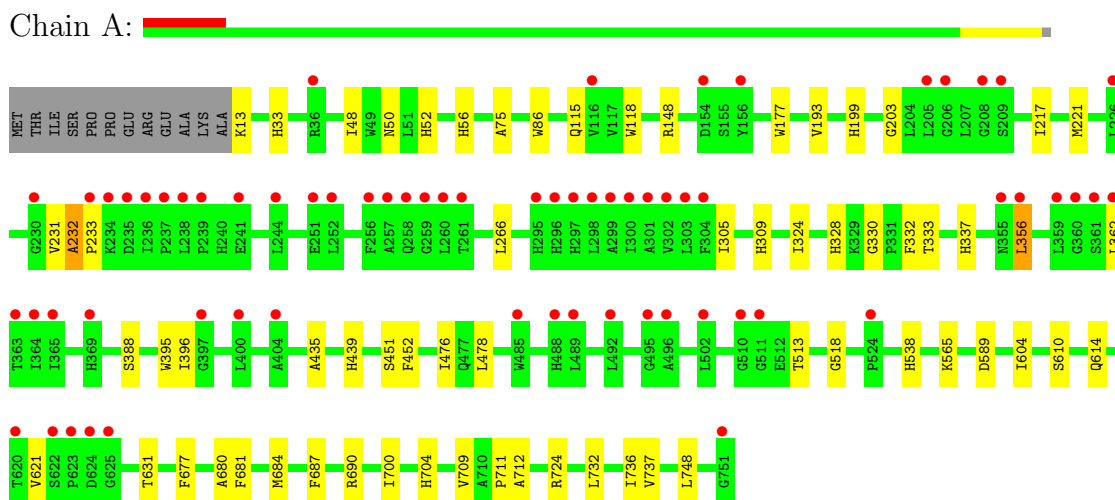 Chain A:
MET THR ILE SER PRO PRO GLU ARG GLU ALA LYS ALA K13 H33 R36 I48 W49 N50 L51 H52 H56 A75 W86 Q115 V116 V117 W118 R148 D154 S155 Y156 W177 V193 H199 G203 L204 L205 G206 L207 G208 S209 I217 M221
G230 V231 A232 P233 K234 D235 I236 P237 L238 P239 H240 E241 L244 E251 L252 F256 A257 Q258 G259 L260 T261 L266 H295 H296 H297 L298 A299 I300 A301 V302 L303 F304 I305 H309 I324 H328 K329 G330 P331 F332 T333 H337 N355 L356 L359 G360 S361
T363 I364 I365 H369 S388 W395 I396 G397 L400 A404 A435 H439 S451 F452 I476 Q477 L478 W485 H488 L489 L492 G495 A496 L502 G510 G511 E512 T513 G518 P524 H538 K565 D589 I604 S610 Q614
T620 V621 S622 P623 D624 G625 T631 F677 A680 F681 M684 F687 R690 I700 H704 V709 A710 P711 A712 R724 L732 I736 V737 L748 G751